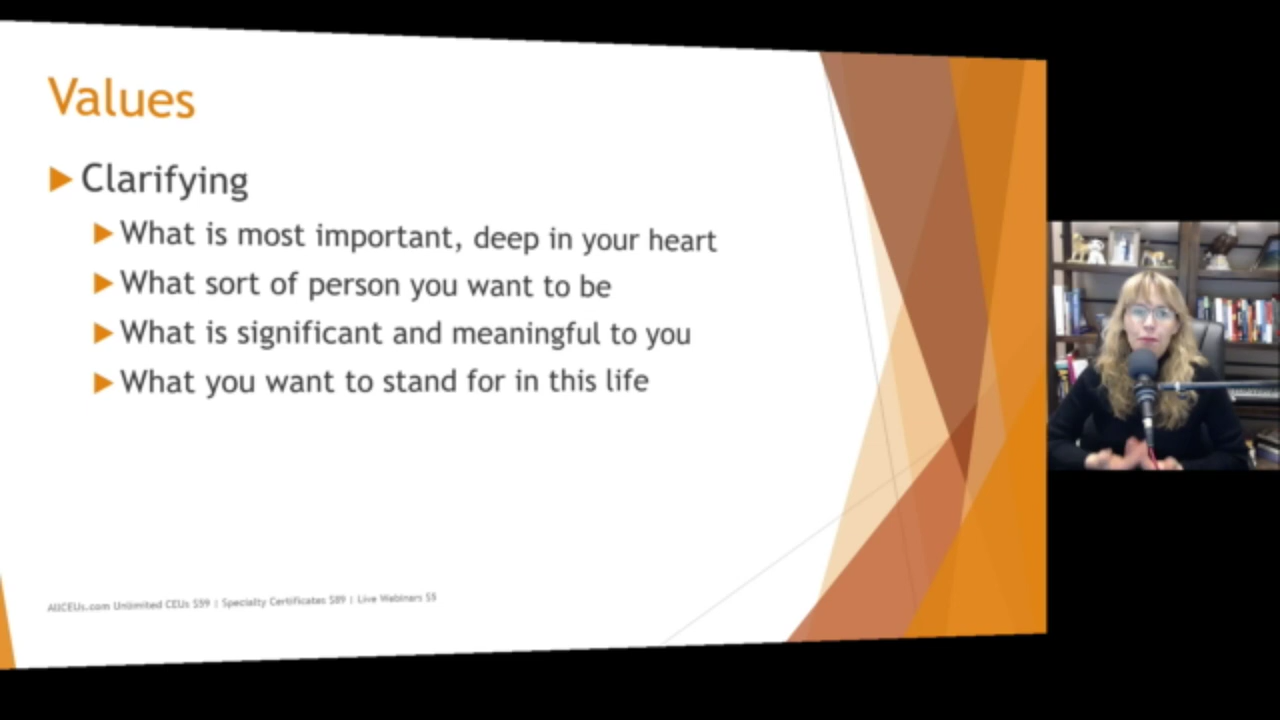 Values
Clarifying
What is most important, deep in your heart
What sort of person you want to be
What is significant and meaningful to you
What you want to stand for in this life
AllCEUs.com Unlimited CEUs $59 | Specialty Certificates $89 | Live Webinars $5